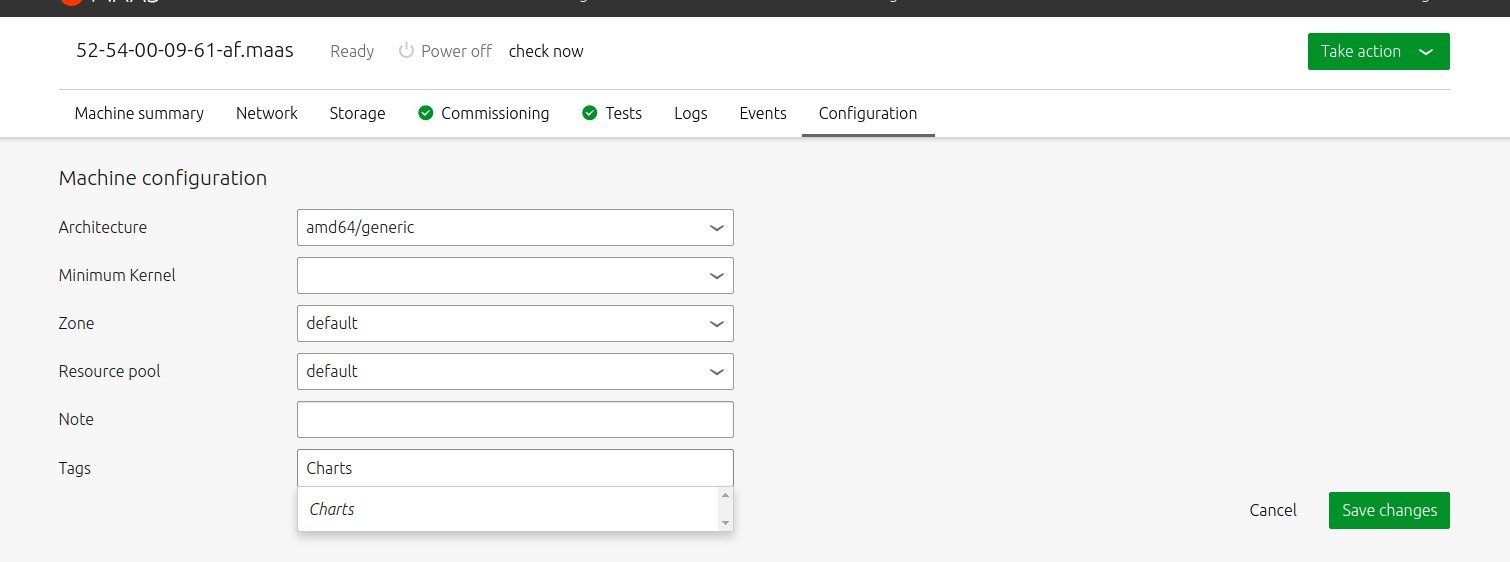 52-54-00-09-61-af.maas Ready Power off check now Take action
Machine summary Network Storage Commissioning Tests Logs Events Configuration
Machine configuration
Architecture amd64/generic
Minimum Kernel
Zone default
Resource pool default
Note
Tags Charts
Charts
Cancel Save changes